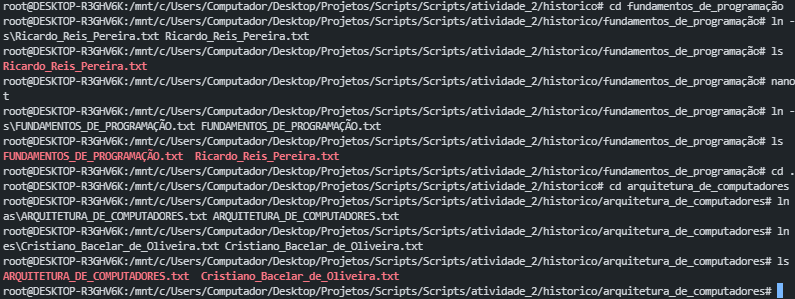 root@DESKTOP-R3GHV6K:/mnt/c/Users/Computador/Desktop/Projetos/Scripts/Scripts/atividade_2/historico# cd fundamentos_de_programação
root@DESKTOP-R3GHV6K:/mnt/c/Users/Computador/Desktop/Projetos/Scripts/Scripts/atividade_2/historico/fundamentos_de_programação# ln -
s\Ricardo_Reis_Pereira.txt Ricardo_Reis_Pereira.txt
root@DESKTOP-R3GHV6K:/mnt/c/Users/Computador/Desktop/Projetos/Scripts/Scripts/atividade_2/historico/fundamentos_de_programação# ls
Ricardo_Reis_Pereira.txt
root@DESKTOP-R3GHV6K:/mnt/c/Users/Computador/Desktop/Projetos/Scripts/Scripts/atividade_2/historico/fundamentos_de_programação# nano
t
root@DESKTOP-R3GHV6K:/mnt/c/Users/Computador/Desktop/Projetos/Scripts/Scripts/atividade_2/historico/fundamentos_de_programação# ln -
s\FUNDAMENTOS_DE_PROGRAMAÇÃO.txt FUNDAMENTOS_DE_PROGRAMAÇÃO.txt
root@DESKTOP-R3GHV6K:/mnt/c/Users/Computador/Desktop/Projetos/Scripts/Scripts/atividade_2/historico/fundamentos_de_programação# ls
FUNDAMENTOS_DE_PROGRAMAÇÃO.txt  Ricardo_Reis_Pereira.txt
root@DESKTOP-R3GHV6K:/mnt/c/Users/Computador/Desktop/Projetos/Scripts/Scripts/atividade_2/historico/fundamentos_de_programação# cd .
root@DESKTOP-R3GHV6K:/mnt/c/Users/Computador/Desktop/Projetos/Scripts/Scripts/atividade_2/historico# cd arquitetura_de_computadores
root@DESKTOP-R3GHV6K:/mnt/c/Users/Computador/Desktop/Projetos/Scripts/Scripts/atividade_2/historico/arquitetura_de_computadores# ln
as\ARQUITETURA_DE_COMPUTADORES.txt ARQUITETURA_DE_COMPUTADORES.txt
root@DESKTOP-R3GHV6K:/mnt/c/Users/Computador/Desktop/Projetos/Scripts/Scripts/atividade_2/historico/arquitetura_de_computadores# ln
es\Cristiano_Bacelar_de_Oliveira.txt Cristiano_Bacelar_de_Oliveira.txt
root@DESKTOP-R3GHV6K:/mnt/c/Users/Computador/Desktop/Projetos/Scripts/Scripts/atividade_2/historico/arquitetura_de_computadores# ls
ARQUITETURA_DE_COMPUTADORES.txt  Cristiano_Bacelar_de_Oliveira.txt
root@DESKTOP-R3GHV6K:/mnt/c/Users/Computador/Desktop/Projetos/Scripts/Scripts/atividade_2/historico/arquitetura_de_computadores#